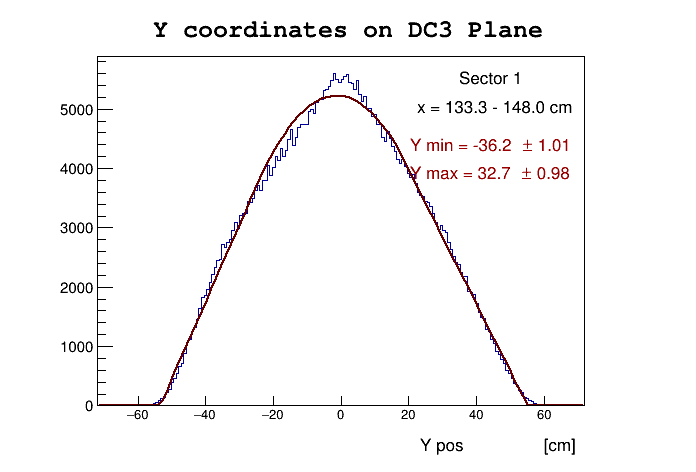 Y coordinates on DC3 Plane
Sector 1
x = 133.3 - 148.0 cm
Y min = -36.2 ± 1.01
Y max = 32.7 ± 0.98
5000
4000
3000
2000
1000
0
−60 −40 −20 0 20 40 60
Y pos [cm]